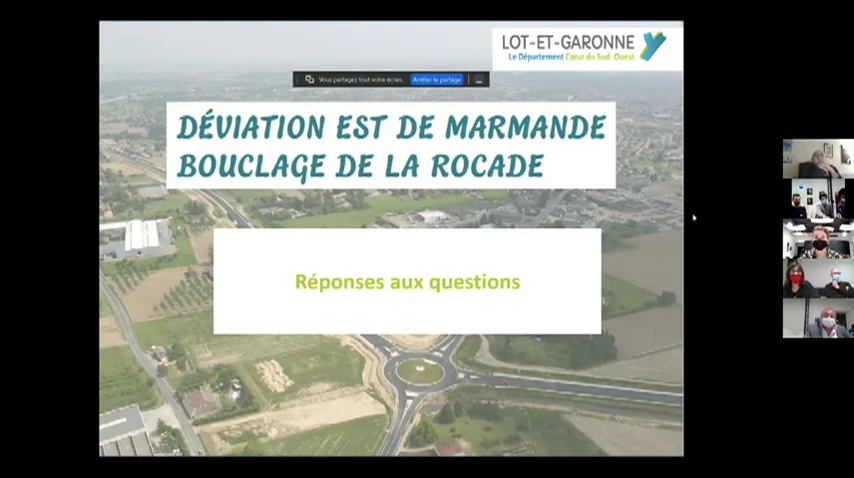 LOT-ET-GARONNE
Le Département Cœur du Sud-Ouest
Vous partagez tout votre écran. Arrêter le partage
DÉVIATION EST DE MARMANDE
BOUCLAGE DE LA ROCADE
Réponses aux questions